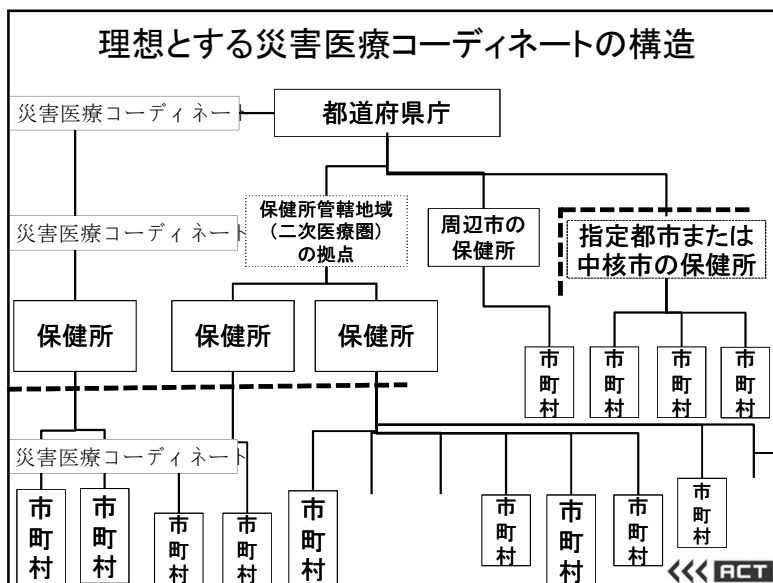 理想とする災害医療コーディネートの構造
災害医療コーディネート
都道府県庁
災害医療コーディネート
保健所管轄地域
（二次医療圏）
の拠点
周辺市の
保健所
指定都市または
中核市の保健所
保健所
保健所
保健所
市町村
市町村
市町村
市町村
災害医療コーディネート
市町村
市町村
市町村
市町村
市町村
市町村
市町村
市町村
市町村
ACT